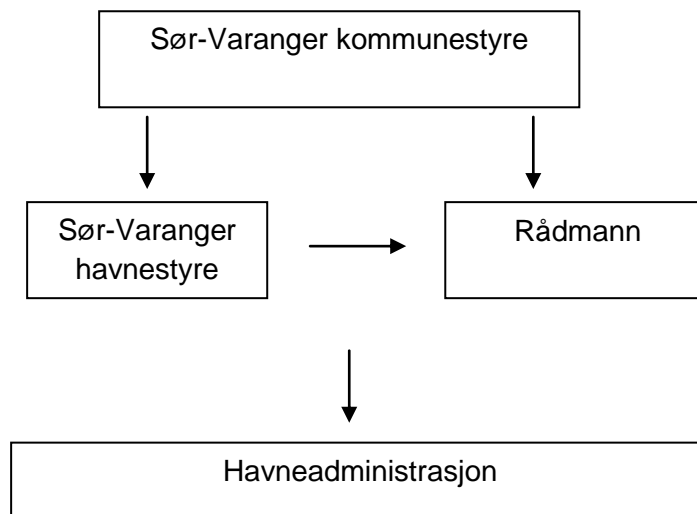 Sør-Varanger kommunestyre
Sør-Varanger
havnestyre
Rådmann
Havneadministrasjon